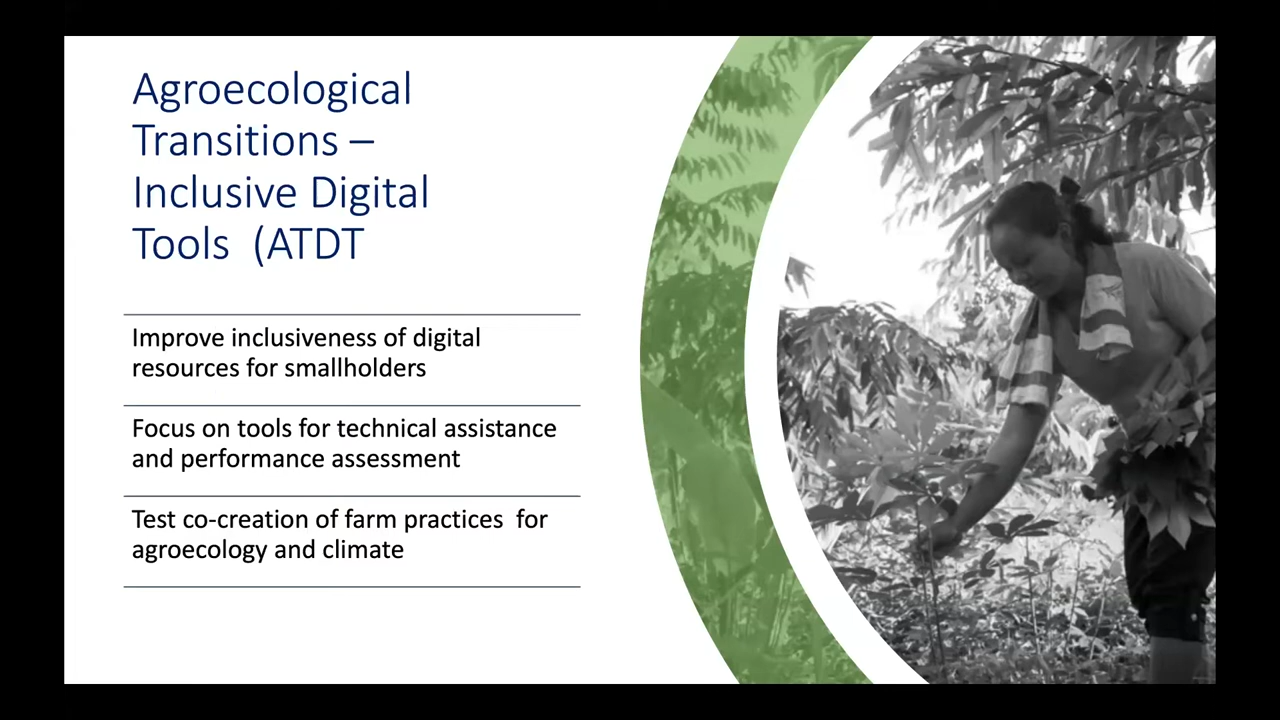 Agroecological
Transitions –
Inclusive Digital
Tools  (ATDT
Improve inclusiveness of digital
resources for smallholders
Focus on tools for technical assistance
and performance assessment
Test co-creation of farm practices  for
agroecology and climate